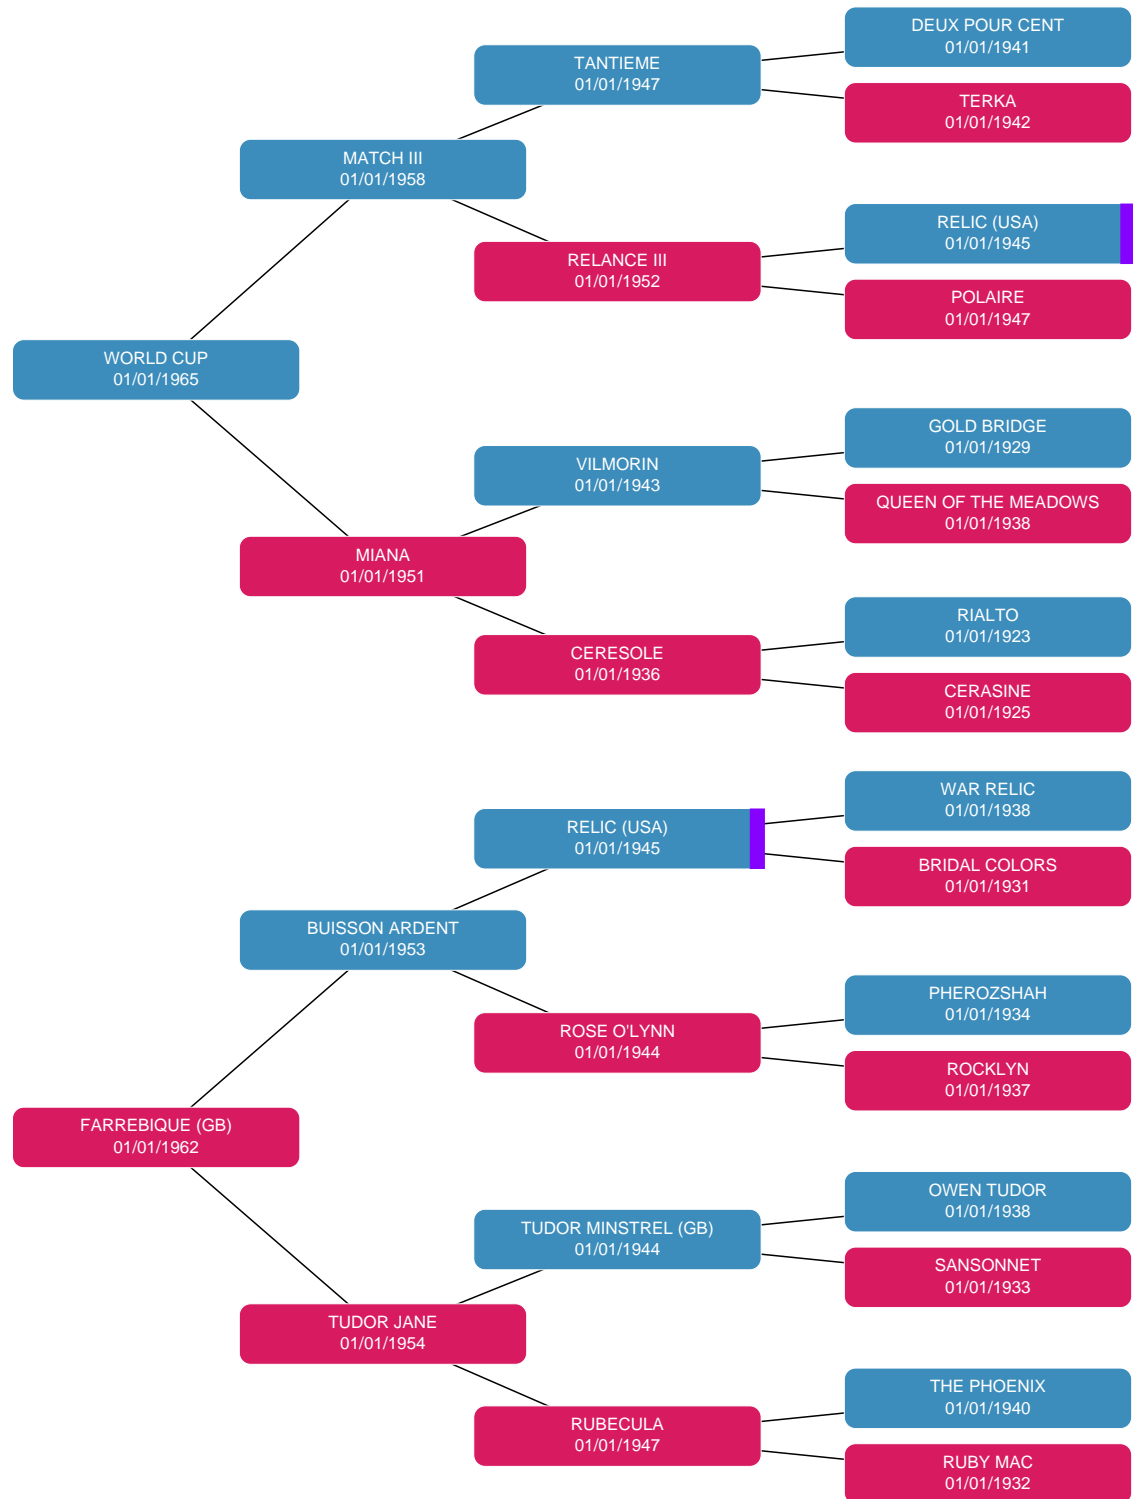 DEUX POUR CENT
01/01/1941
TANTIEME
01/01/1947
TERKA
01/01/1942
MATCH III
01/01/1958
RELIC (USA)
01/01/1945
RELANCE III
01/01/1952
POLAIRE
01/01/1947
WORLD CUP
01/01/1965
GOLD BRIDGE
01/01/1929
VILMORIN
01/01/1943
QUEEN OF THE MEADOWS
01/01/1938
MIANA
01/01/1951
RIALTO
01/01/1923
CERESOLE
01/01/1936
CERASINE
01/01/1925
WAR RELIC
01/01/1938
RELIC (USA)
01/01/1945
BRIDAL COLORS
01/01/1931
BUISSON ARDENT
01/01/1953
PHEROZSHAH
01/01/1934
ROSE O'LYNN
01/01/1944
ROCKLYN
01/01/1937
FARREBIQUE (GB)
01/01/1962
OWEN TUDOR
01/01/1938
TUDOR MINSTREL (GB)
01/01/1944
SANSONNET
01/01/1933
TUDOR JANE
01/01/1954
THE PHOENIX
01/01/1940
RUBECULA
01/01/1947
RUBY MAC
01/01/1932